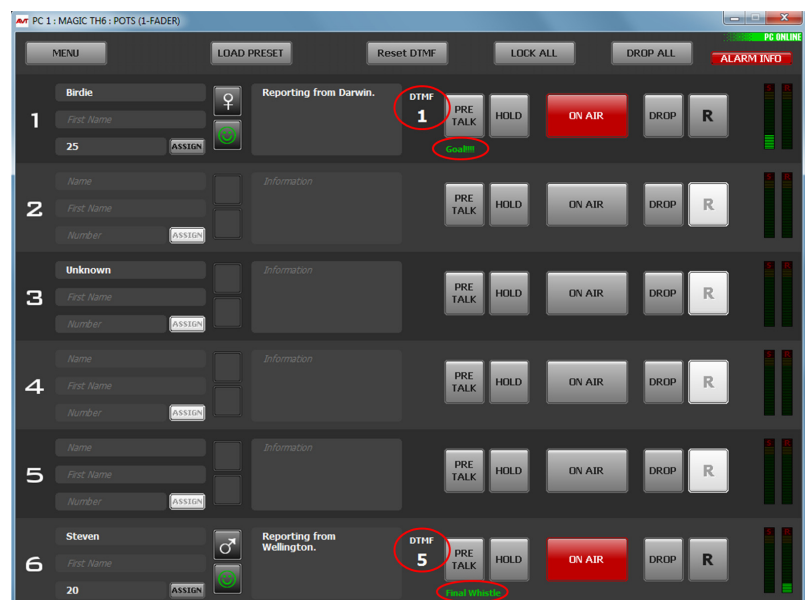 AVT PC 1 : MAGIC TH6 : POTS (1-FADER)
PC ONLINE
MENU LOAD PRESET Reset DTMF LOCK ALL DROP ALL ALARM INFO
1
Birdie
First Name
25 ASSIGN
Reporting from Darwin.
DTMF
1
PRE TALK HOLD ON AIR DROP R
Goal!!!!
2
Name
First Name
Number ASSIGN
Information
PRE TALK HOLD ON AIR DROP R
3
Unknown
First Name
Number ASSIGN
Information
PRE TALK HOLD ON AIR DROP R
4
Name
First Name
Number ASSIGN
Information
PRE TALK HOLD ON AIR DROP R
5
Name
First Name
Number ASSIGN
Information
PRE TALK HOLD ON AIR DROP R
6
Steven
First Name
20 ASSIGN
Reporting from
Wellington.
DTMF
5
PRE TALK HOLD ON AIR DROP R
Final Whistle